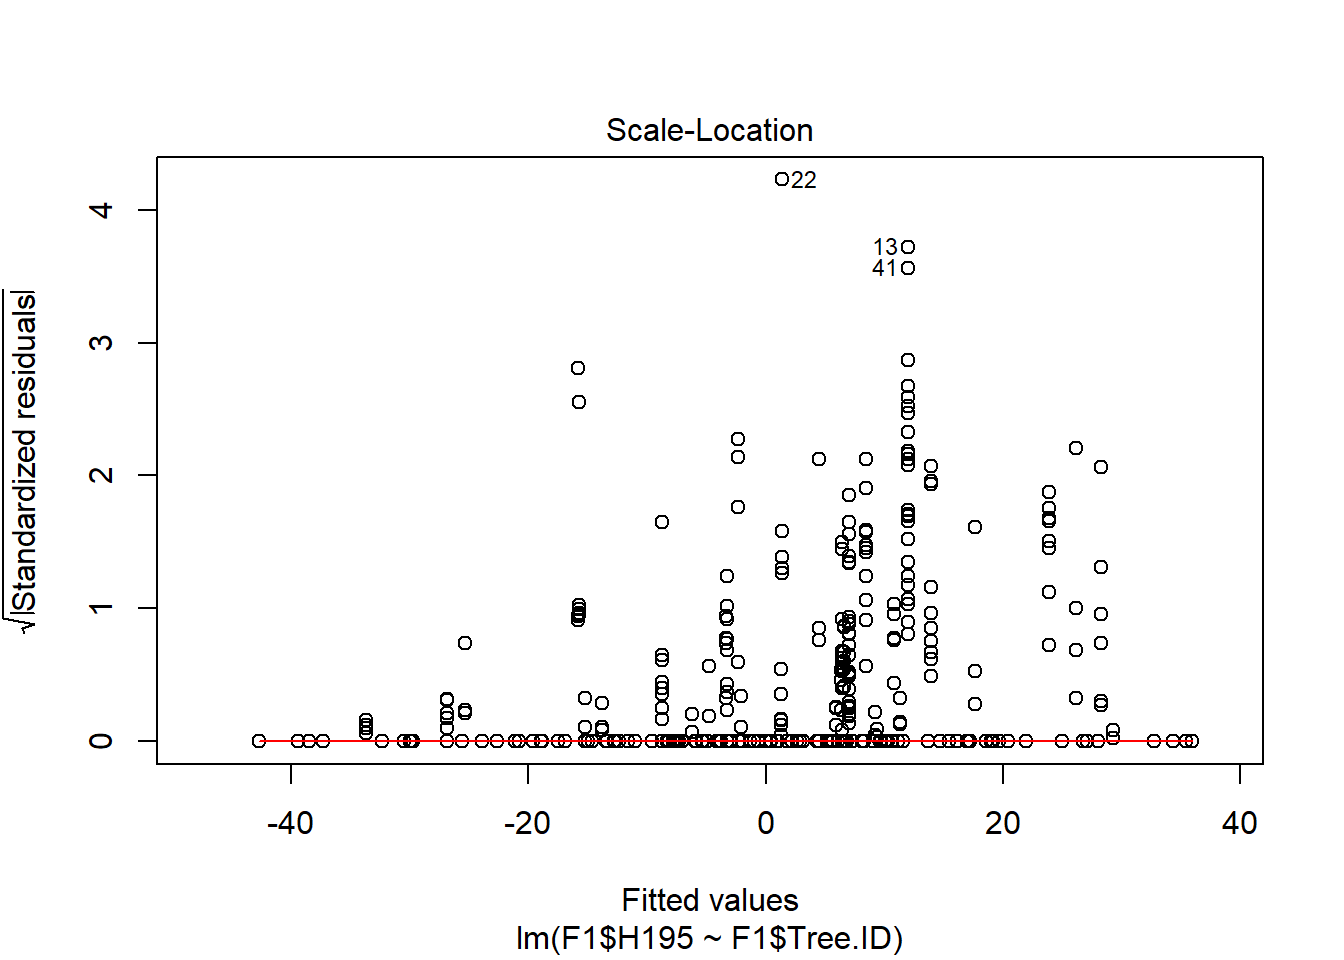 Scale-Location
22
13
41
4
3
2
1
0
√|Standardized residuals|
-40 -20 0 20 40
Fitted values
lm(F1$H195 ~ F1$Tree.ID)